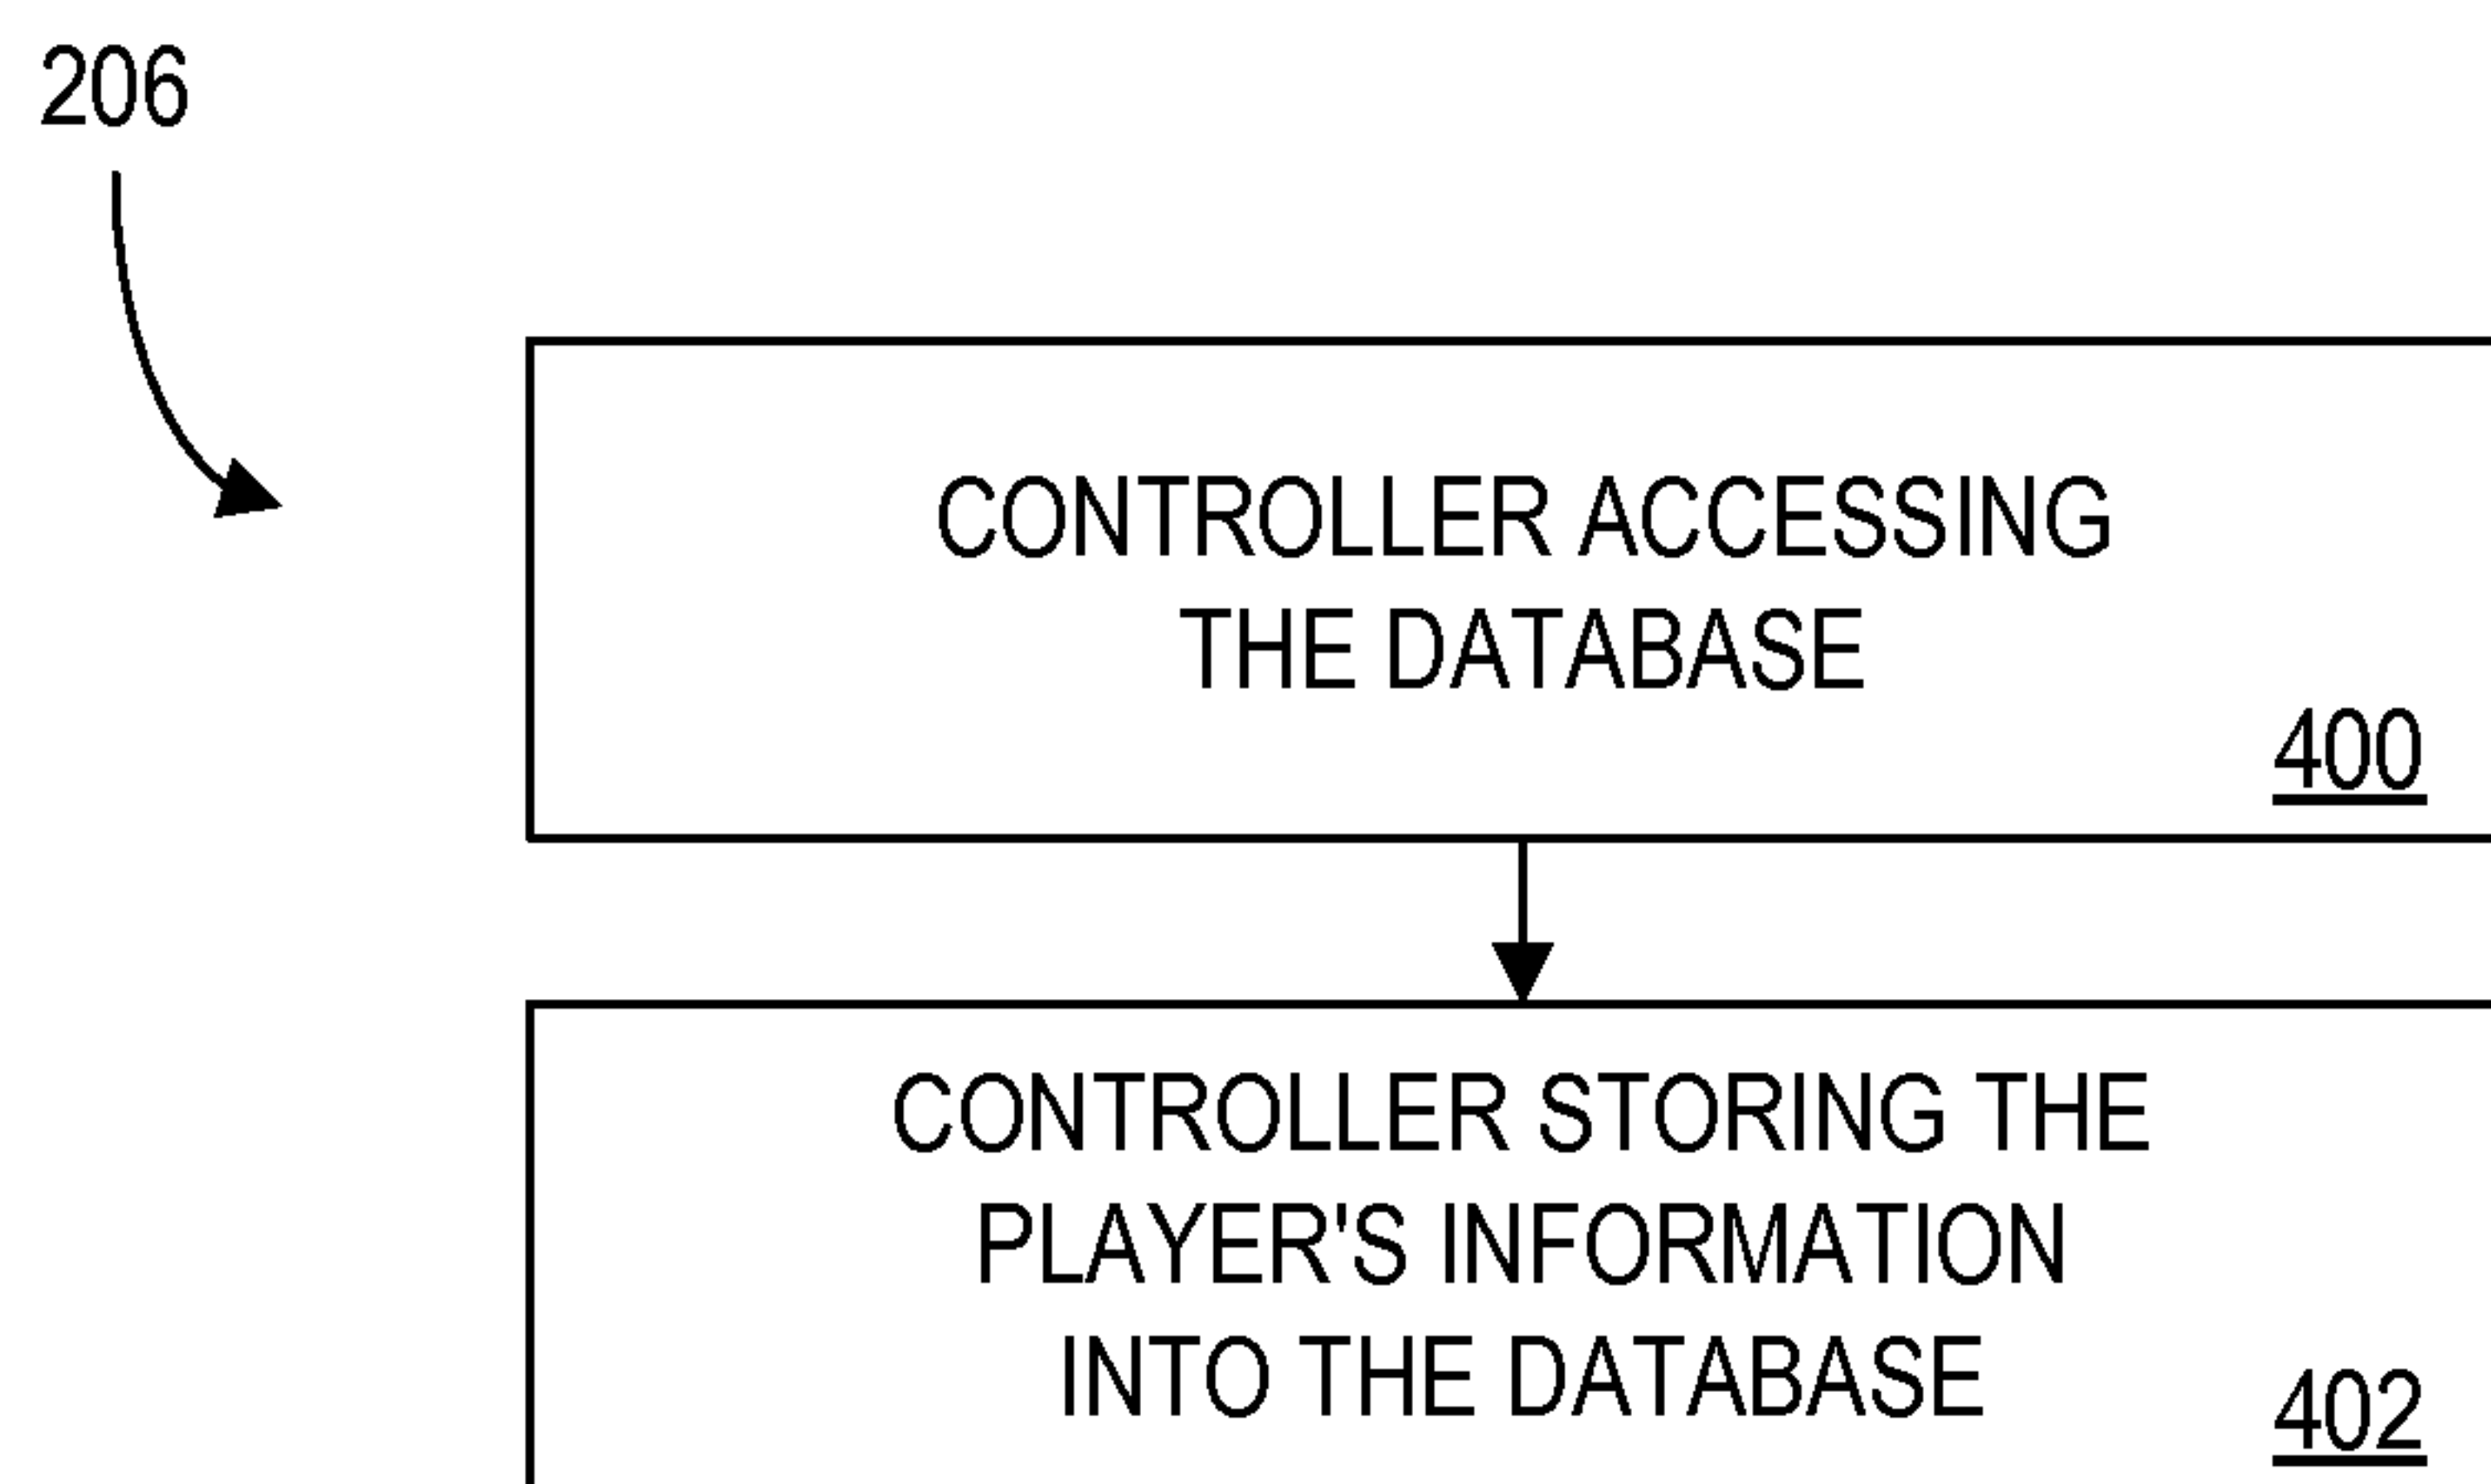 206
CONTROLLER ACCESSING
THE DATABASE
400
CONTROLLER STORING THE
PLAYER'S INFORMATION
INTO THE DATABASE
402